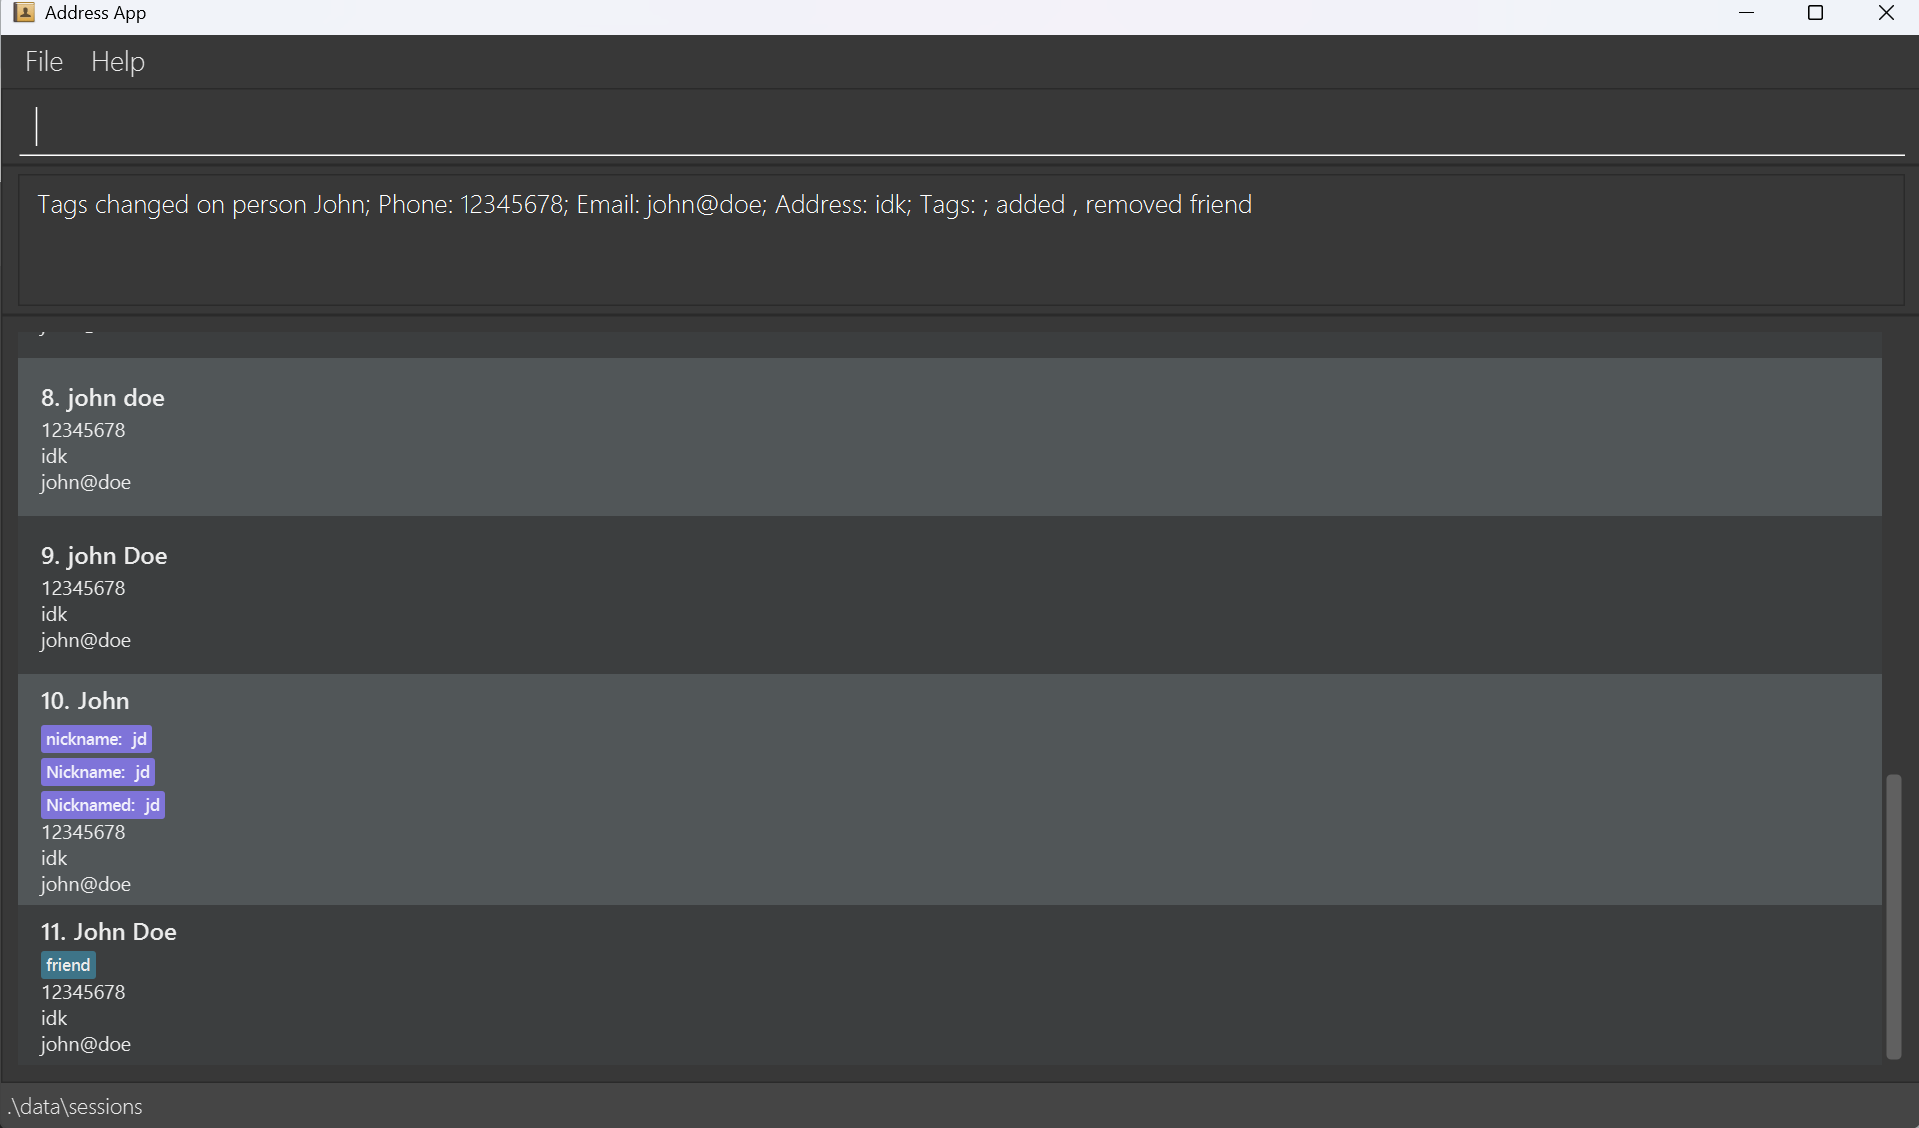 Address App
File Help
Tags changed on person John; Phone: 12345678; Email: john@doe; Address: idk; Tags: ; added , removed friend
8. john doe
12345678
idk
john@doe
9. john Doe
12345678
idk
john@doe
10. John
nickname: jd
Nickname: jd
Nicknamed: jd
12345678
idk
john@doe
11. John Doe
friend
12345678
idk
john@doe
.\data\sessions